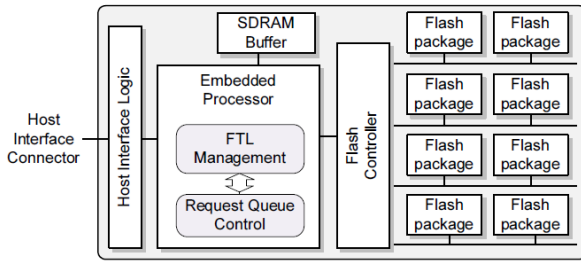 Host
Interface
Connector
Host Interface Logic
SDRAM
Buffer
Embedded
Processor
FTL
Management
Request Queue
Control
Flash
Controller
Flash
package
Flash
package
Flash
package
Flash
package
Flash
package
Flash
package
Flash
package
Flash
package